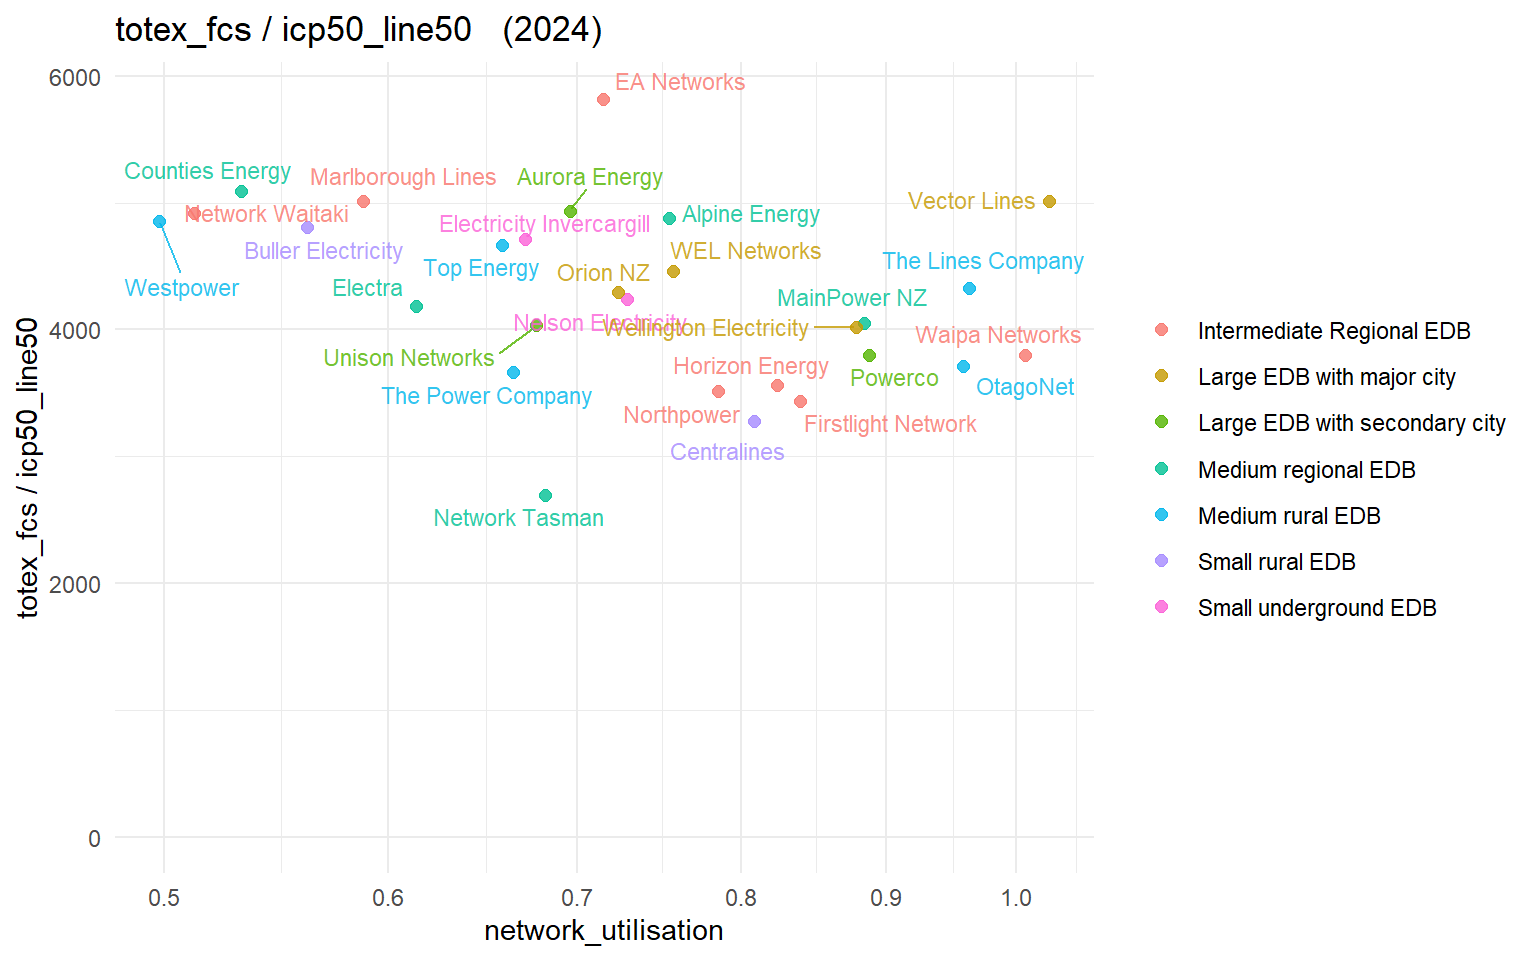 totex_fcs / icp50_line50   (2024)
totex_fcs / icp50_line50
6000
4000
2000
0
EA Networks
Counties Energy
Marlborough Lines
Aurora Energy
Vector Lines
Network Waitaki
Alpine Energy
Electricity Invercargill
Buller Electricity
WEL Networks
The Lines Company
Top Energy
Orion NZ
Westpower
Electra
MainPower NZ
Nelson Electricity
Wellington Electricity
Waipa Networks
Unison Networks
Horizon Energy
Powerco
OtagoNet
The Power Company
Northpower
Firstlight Network
Centralines
Network Tasman
0.5
0.6
0.7
0.8
0.9
1.0
network_utilisation
Intermediate Regional EDB
Large EDB with major city
Large EDB with secondary city
Medium regional EDB
Medium rural EDB
Small rural EDB
Small underground EDB